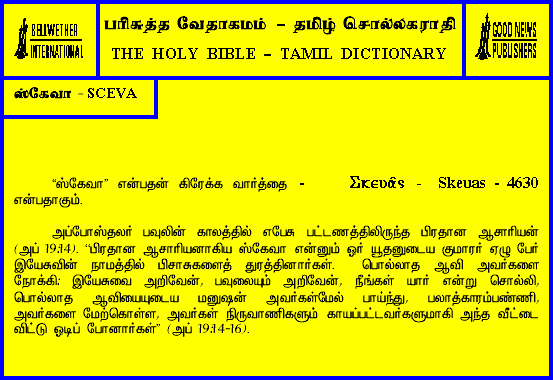 BELLWETHER
INTERNATIONAL
பரிசுத்த வேதாகமம் – தமிழ் சொல்லகராதி
THE HOLY BIBLE – TAMIL DICTIONARY
GOOD NEWS
PUBLISHERS
ஸ்கேவா - SCEVA
“ஸ்கேவா” என்பதன் கிரேக்க வார்த்தை - Σκευᾶς - Skeuas - 4630
என்பதாகும்.
அப்போஸ்தலர் பவுலின் காலத்தில் எபேசு பட்டணத்திலிருந்த பிரதான ஆசாரியன்
(அப் 19:14). “பிரதான ஆசாரியனாகிய ஸ்கேவா என்னும் ஓர் யூதனுடைய குமாரர் ஏழு பேர்
இயேசுவின் நாமத்தில் பிசாசுகளைத் துரத்தினார்கள். பொல்லாத ஆவி அவர்களை
நோக்கி: இயேசுவை அறிவேன், பவுலையும் அறிவேன், நீங்கள் யார் என்று சொல்லி,
பொல்லாத ஆவியையுடைய மனுஷன் அவர்கள்மேல் பாய்ந்து, பலாத்காரம்பண்ணி,
அவர்களை மேற்கொள்ள, அவர்கள் நிருவாணிகளும் காயப்பட்டவர்களுமாகி அந்த வீட்டை
விட்டு ஓடிப் போனார்கள்” (அப் 19:14-16).